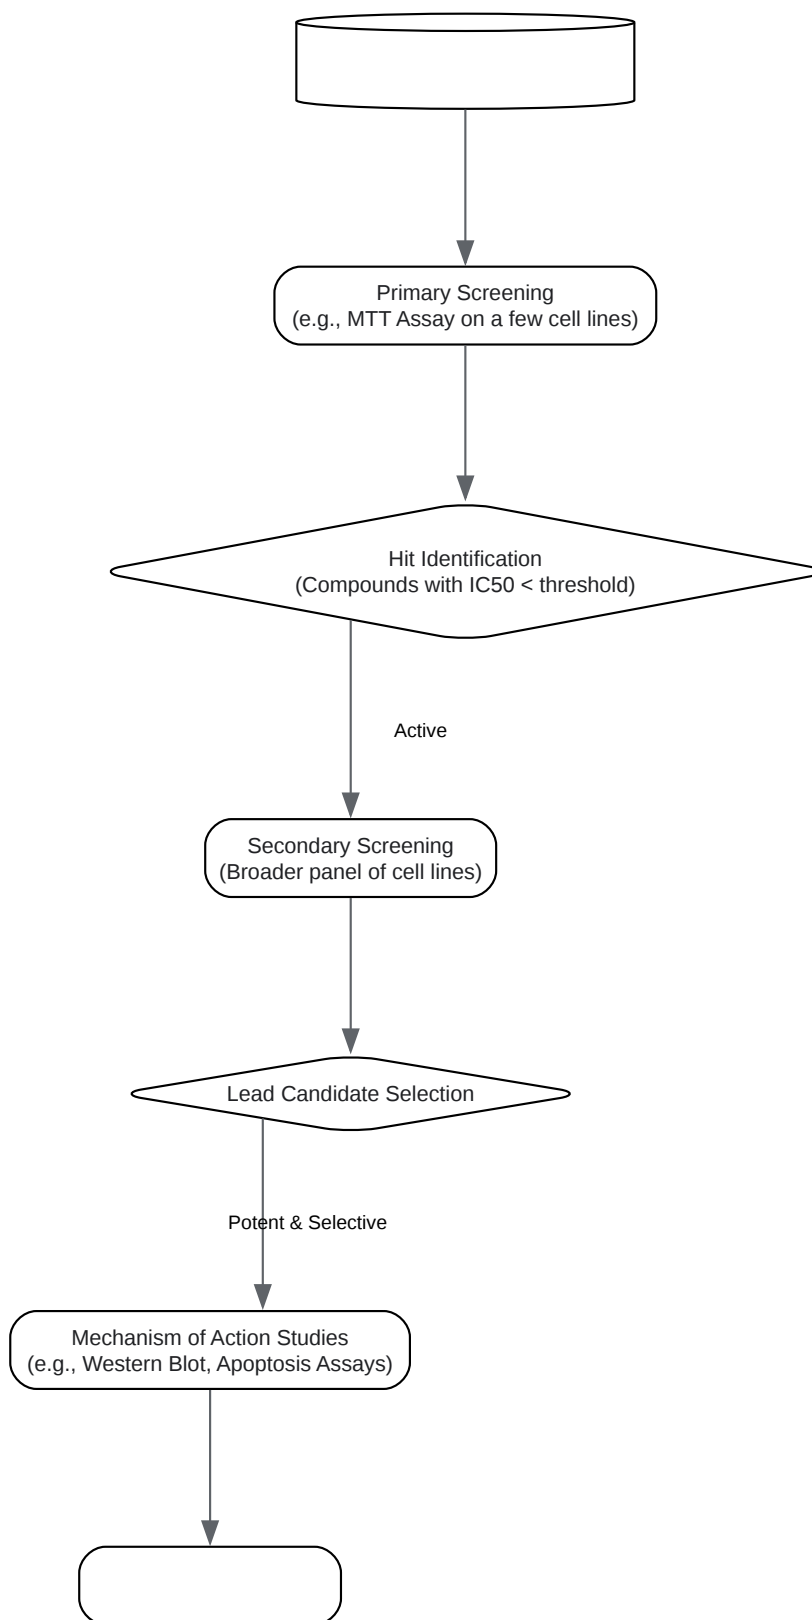 Primary Screening
(e.g., MTT Assay on a few cell lines)
Hit Identification
(Compounds with IC50 < threshold)
Active
Secondary Screening
(Broader panel of cell lines)
Lead Candidate Selection
Potent & Selective
Mechanism of Action Studies
(e.g., Western Blot, Apoptosis Assays)